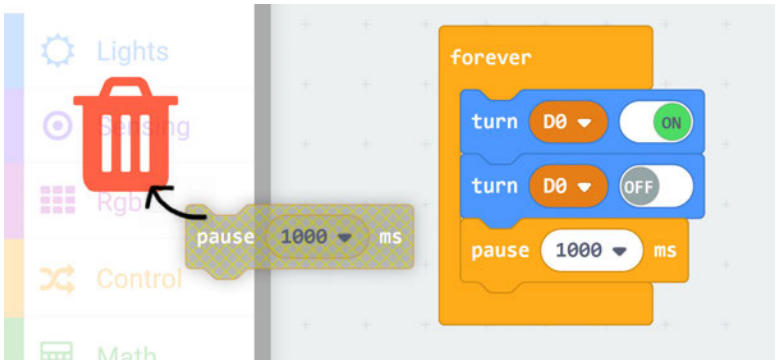 Lights
Sensing
Rgb
Control
Math
pause 1000 ms
forever
turn D0 ON
turn D0 OFF
pause 1000 ms